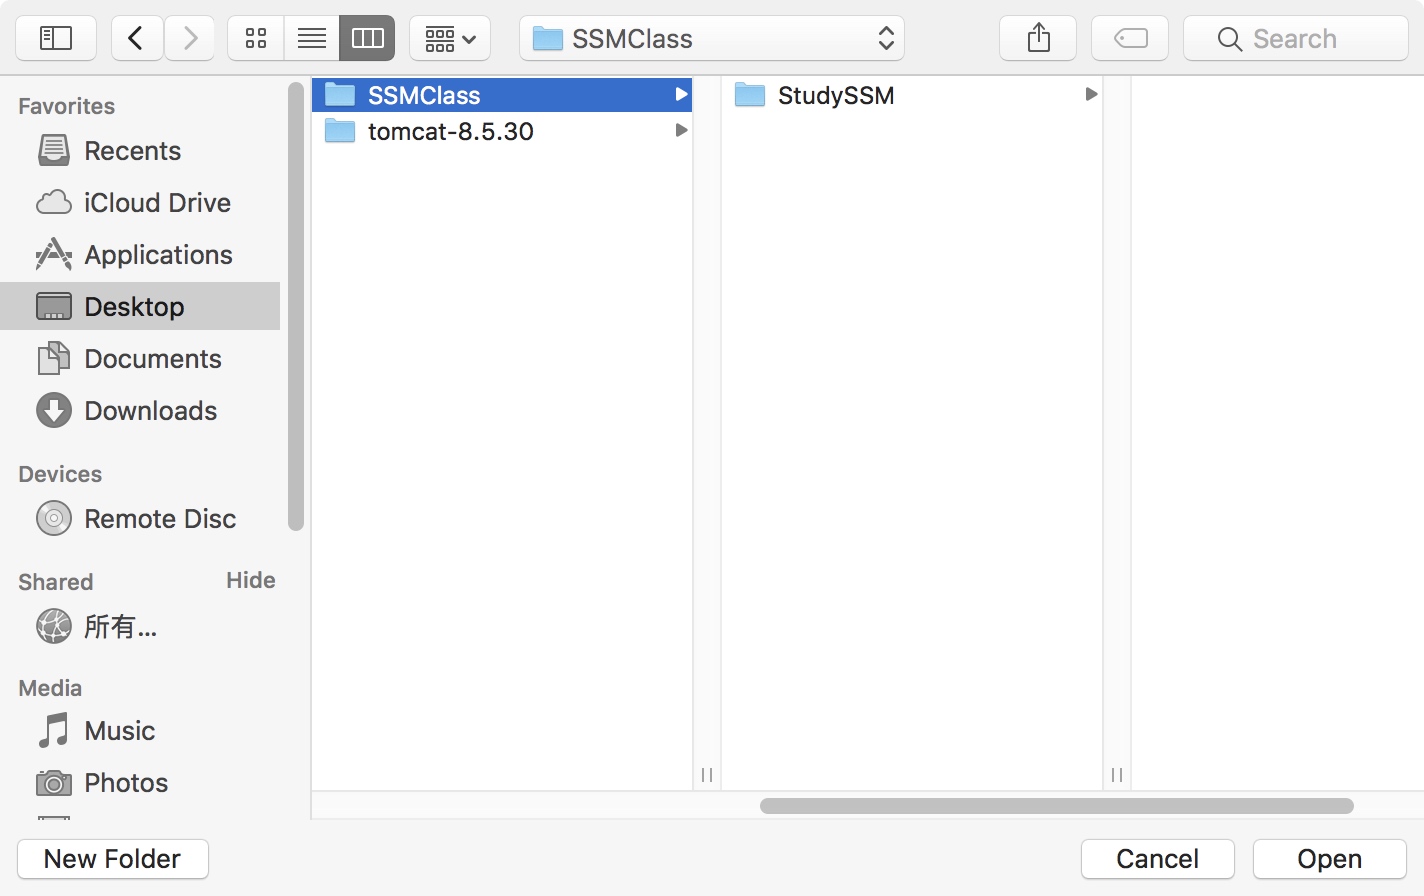 SSMClass
Search
Favorites
Recents
iCloud Drive
Applications
Desktop
Documents
Downloads
Devices
Remote Disc
Shared
Hide
所有...
Media
Music
Photos
SSMClass
tomcat-8.5.30
StudySSM
New Folder
Cancel
Open